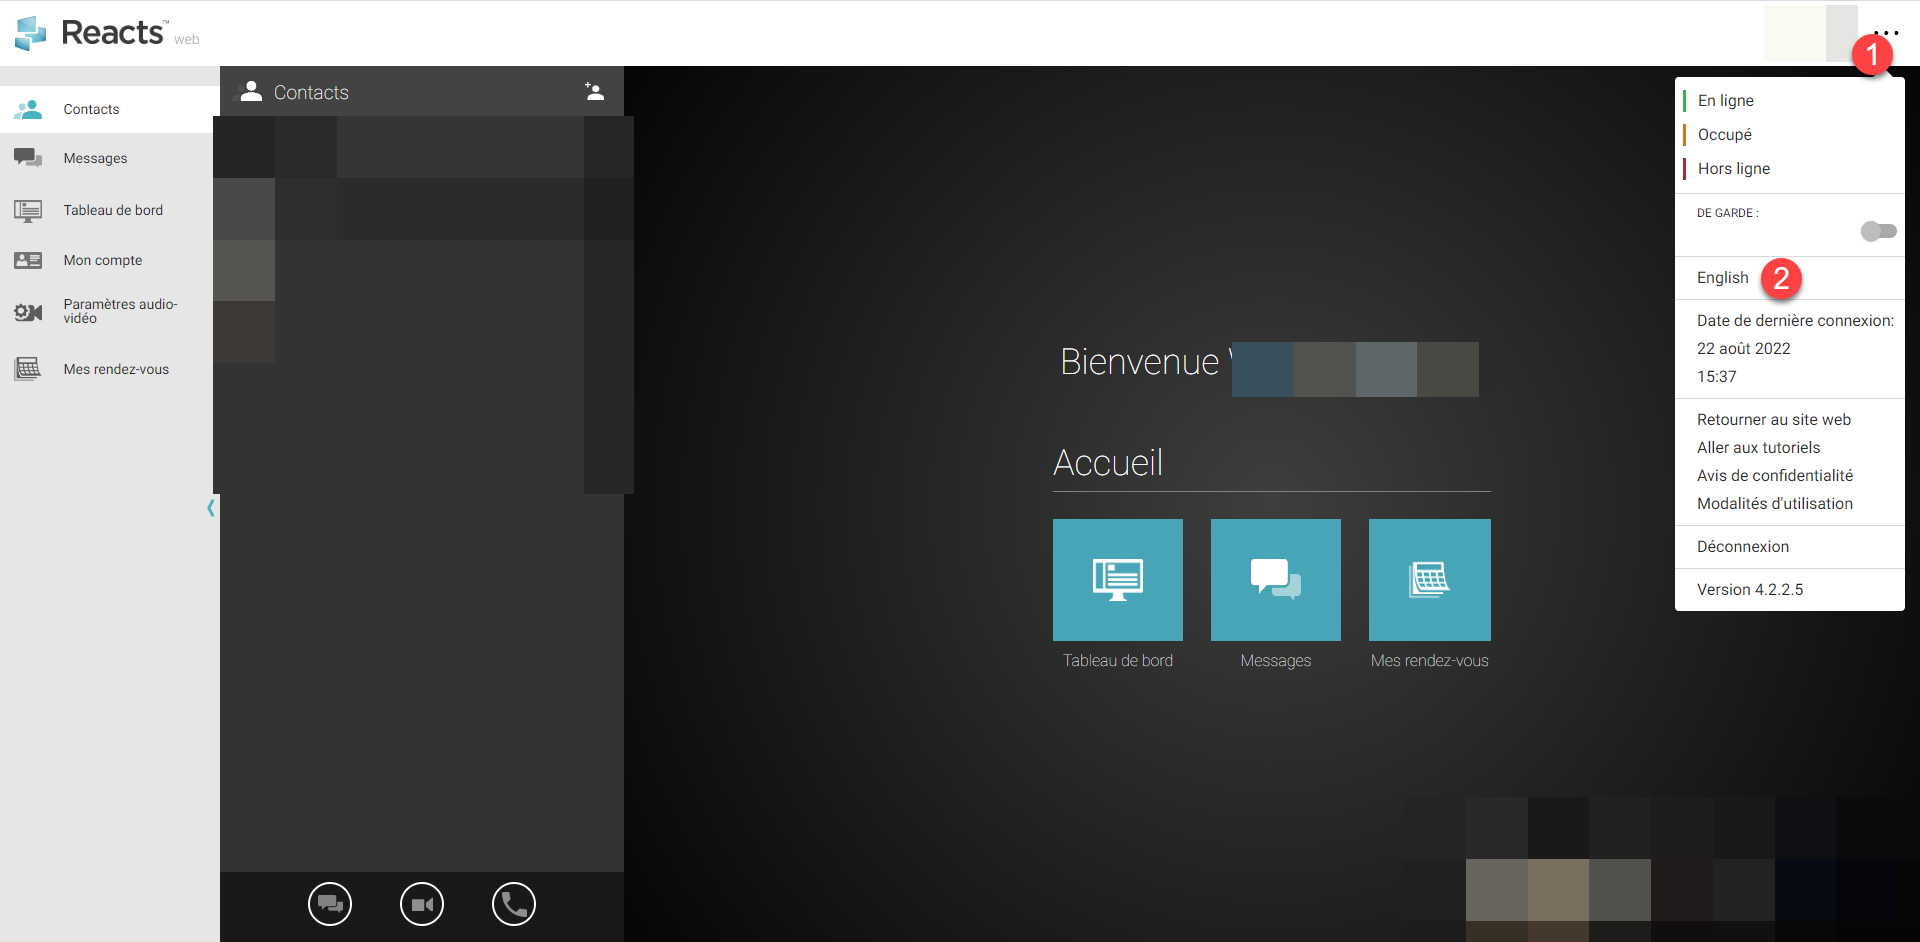 Reacts™ web
1
Contacts
Messages
Tableau de bord
Mon compte
Paramètres audio-
vidéo
Mes rendez-vous
Contacts
Bienvenue
Accueil
Tableau de bord
Messages
Mes rendez-vous
En ligne
Occupé
Hors ligne
DE GARDE :
English 2
Date de dernière connexion:
22 août 2022
15:37
Retourner au site web
Aller aux tutoriels
Avis de confidentialité
Modalités d'utilisation
Déconnexion
Version 4.2.2.5